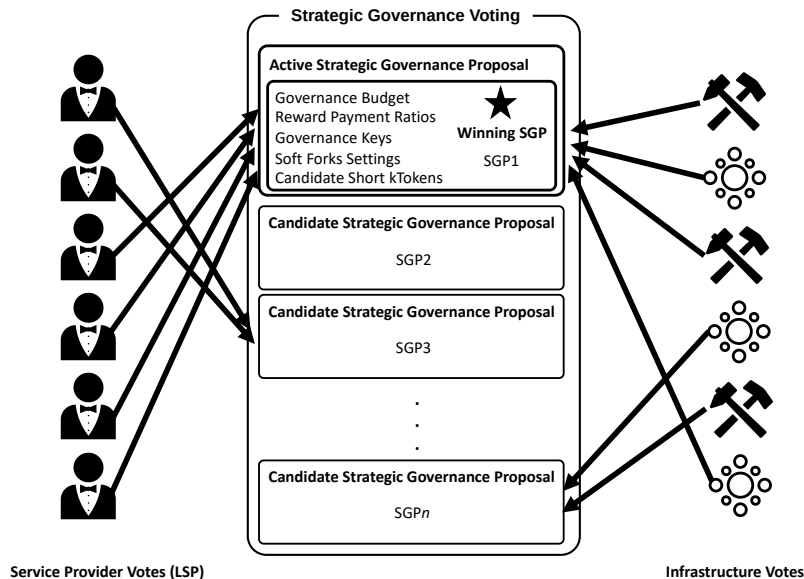 Strategic Governance Voting
Active Strategic Governance Proposal
Governance Budget
Reward Payment Ratios
Governance Keys
Soft Forks Settings
Candidate Short kTokens
Winning SGP
SGP1
Candidate Strategic Governance Proposal
SGP2
Candidate Strategic Governance Proposal
SGP3
.
.
.
Candidate Strategic Governance Proposal
SGPn
Service Provider Votes (LSP)
Infrastructure Votes